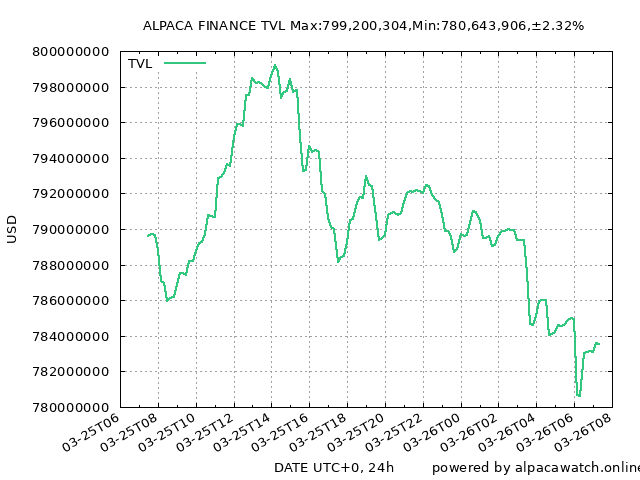 ALPACA FINANCE TVL Max:799,200,304,Min:780,643,906,±2.32%
TVL
USD
800000000
798000000
796000000
794000000
792000000
790000000
788000000
786000000
784000000
782000000
780000000
03-25T06
03-25T08
03-25T10
03-25T12
03-25T14
03-25T16
03-25T18
03-25T20
03-25T22
03-26T00
03-26T02
03-26T04
03-26T06
03-26T08
DATE UTC+0, 24h
powered by alpacawatch.online